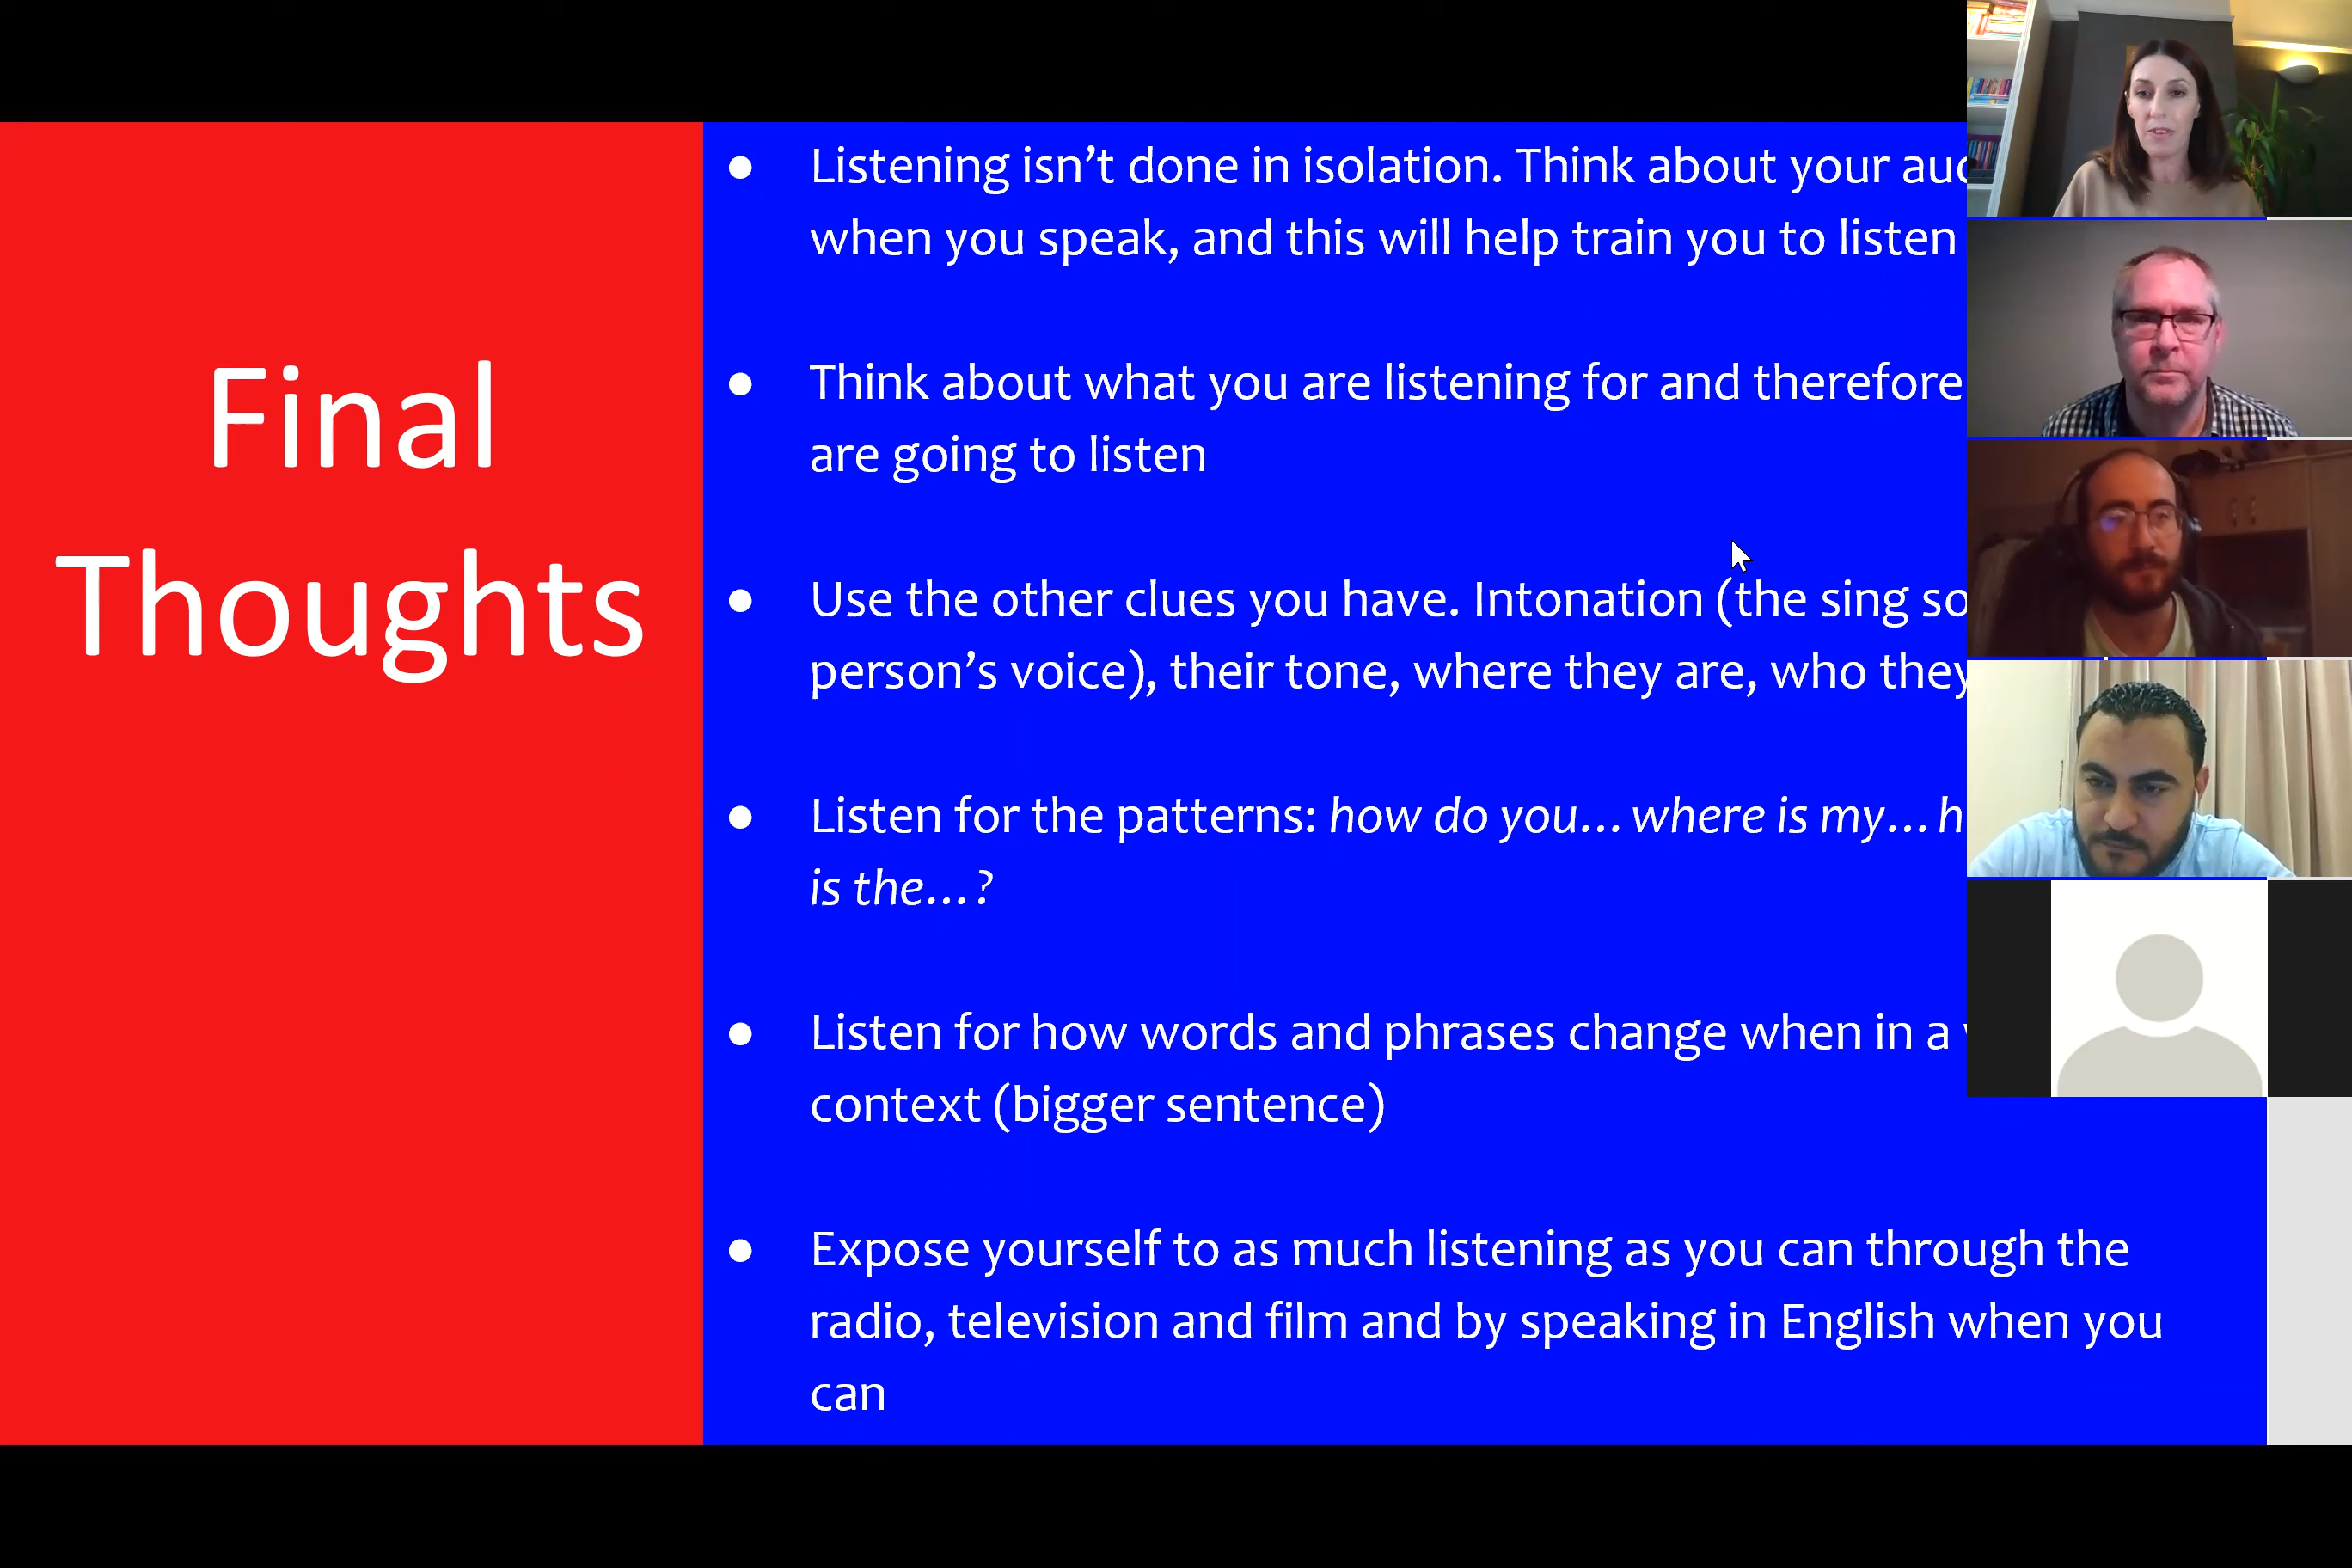 Final
Thoughts
● Listening isn’t done in isolation. Think about your
when you speak, and this will help train you to listen
● Think about what you are listening for and therefore
are going to listen
● Use the other clues you have. Intonation (the sing
person’s voice), their tone, where they are, who they
● Listen for the patterns: how do you… where is my…
is the…?
● Listen for how words and phrases change when in a
context (bigger sentence)
● Expose yourself to as much listening as you can through the
radio, television and film and by speaking in English when you
can